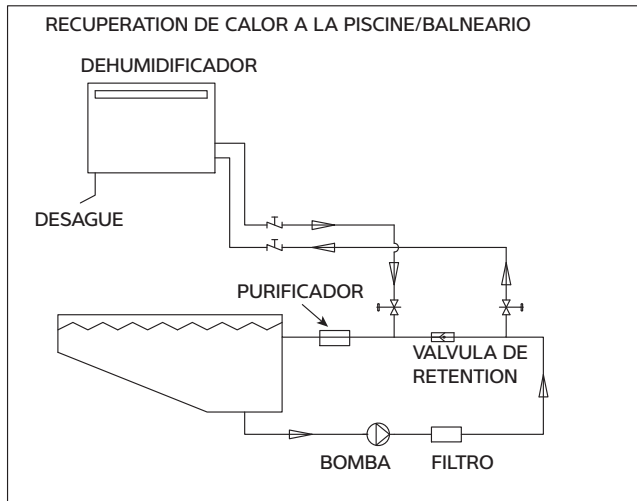 RECUPERATION DE CALOR A LA PISCINE/BALNEARIO
DEHUMIDIFICADOR
DESAGUE
PURIFICADOR
VALVULA DE
RETENTION
BOMBA
FILTRO